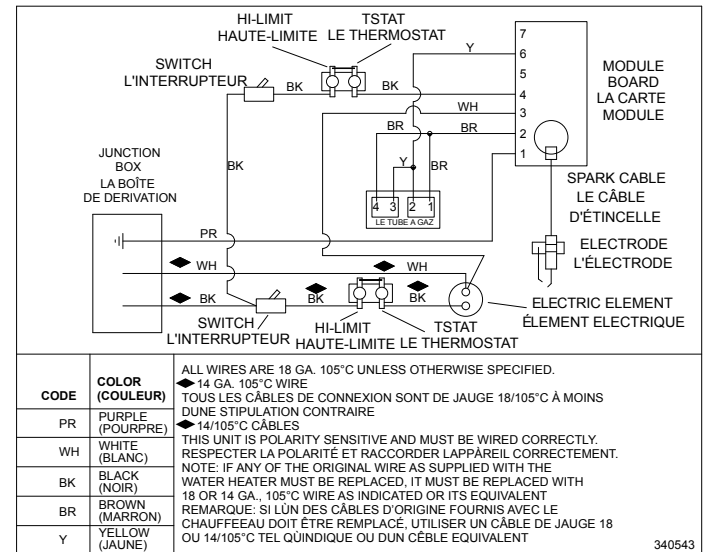 HI-LIMIT
HAUTE-LIMITE
TSTAT
LE THERMOSTAT
SWITCH
L'INTERRUPTEUR
BK
BK
Y
WH
BR
BR
Y
BR
7
6
5
4
3
2
1
MODULE
BOARD
LA CARTE
MODULE
4 3 2 1
LE TUBE A GAZ
SPARK CABLE
LE CÂBLE
D'ÉTINCELLE
ELECTRODE
L'ÉLECTRODE
JUNCTION
BOX
LA BOÎTE
DE DERIVATION
BK
PR
WH
WH
BK
BK
BK
ELECTRIC ELEMENT
ÉLEMENT ELECTRIQUE
SWITCH
L'INTERRUPTEUR
HI-LIMIT
HAUTE-LIMITE
TSTAT
LE THERMOSTAT
CODE COLOR
(COULEUR)
PR PURPLE
(POURPRE)
WH WHITE
(BLANC)
BK BLACK
(NOIR)
BR BROWN
(MARRON)
Y YELLOW
(JAUNE)
ALL WIRES ARE 18 GA. 105°C UNLESS OTHERWISE SPECIFIED.
◆14 GA. 105°C WIRE
TOUS LES CÂBLES DE CONNEXION SONT DE JAUGE 18/105°C À MOINS
DUNE STIPULATION CONTRAIRE
◆14/105°C CÂBLES
THIS UNIT IS POLARITY SENSITIVE AND MUST BE WIRED CORRECTLY.
RESPECTER LA POLARITÉ ET RACCORDER LAPPÀREIL CORRECTEMENT.
NOTE: IF ANY OF THE ORIGINAL WIRE AS SUPPLIED WITH THE
WATER HEATER MUST BE REPLACED, IT MUST BE REPLACED WITH
18 OR 14 GA., 105°C WIRE AS INDICATED OR ITS EQUIVALENT
REMARQUE: SI LÙN DES CÂBLES D'ORIGINE FOURNIS AVEC LE
CHAUFFEEAU DOIT ÊTRE REMPLACÉ, UTILISER UN CÂBLE DE JAUGE 18
OU 14/105°C TEL QÙINDIQUE OU DUN CÊBLE EQUIVALENT
340543